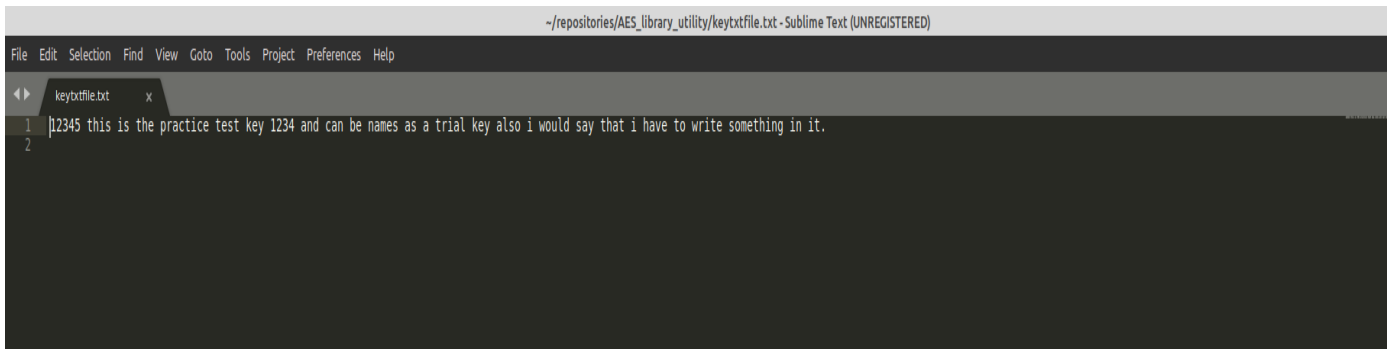 ~/repositories/AES_library_utility/keytxtfile.txt - Sublime Text (UNREGISTERED)
File Edit Selection Find View Goto Tools Project Preferences Help
keytxtfile.txt x
1 12345 this is the practice test key 1234 and can be names as a trial key also i would say that i have to write something in it.
2